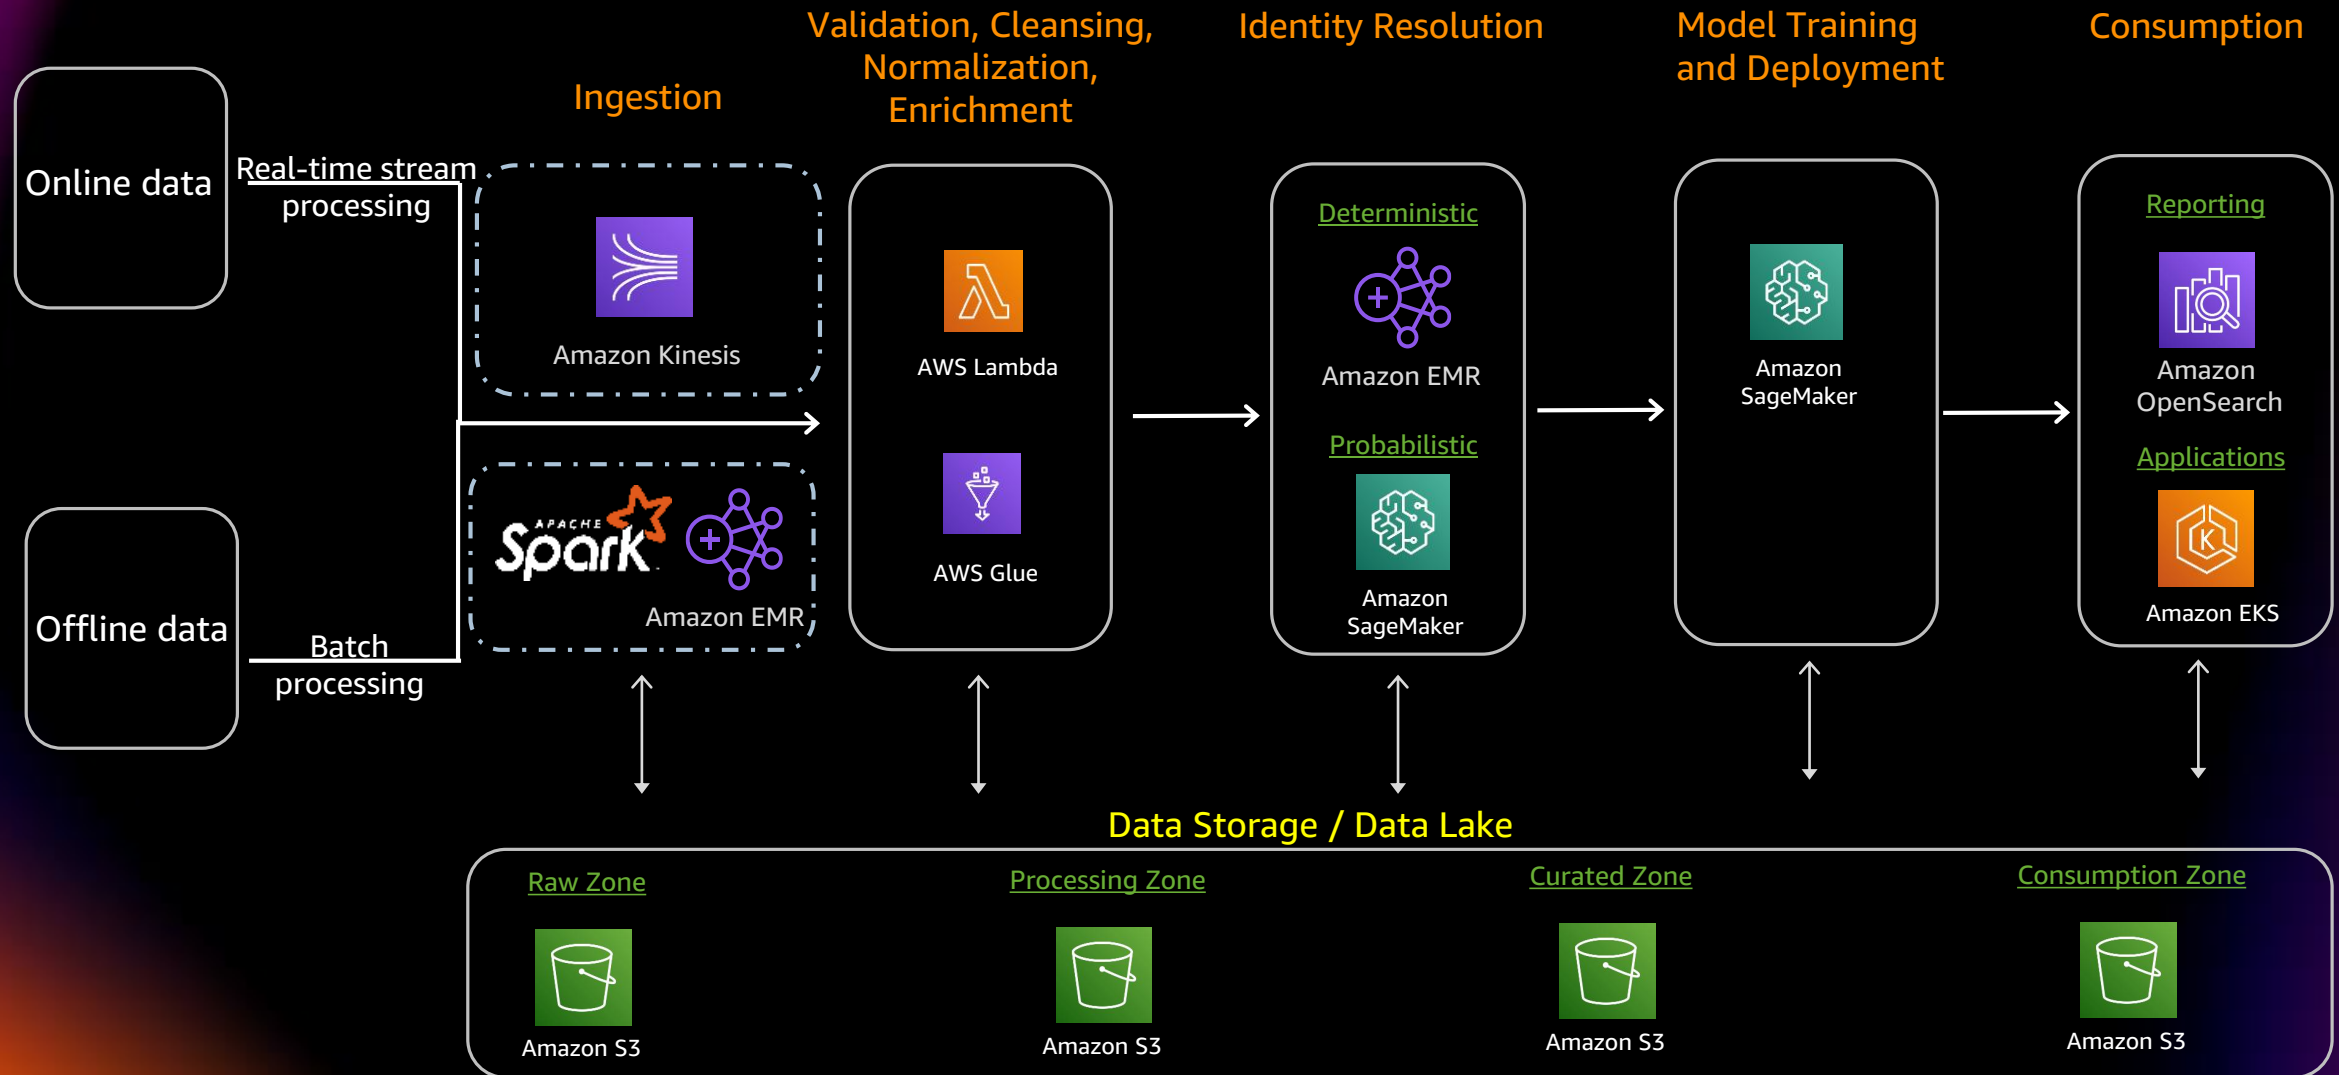 Online data
Real-time stream
processing
Offline data
Batch
processing
Ingestion
Amazon Kinesis
APACHE
Spark
Amazon EMR
Validation, Cleansing,
Normalization,
Enrichment
AWS Lambda
AWS Glue
Identity Resolution
Deterministic
Amazon EMR
Probabilistic
Amazon
SageMaker
Model Training
and Deployment
Amazon
SageMaker
Consumption
Reporting
Amazon
OpenSearch
Applications
K
Amazon EKS
Data Storage / Data Lake
Raw Zone
Amazon S3
Processing Zone
Amazon S3
Curated Zone
Amazon S3
Consumption Zone
Amazon S3